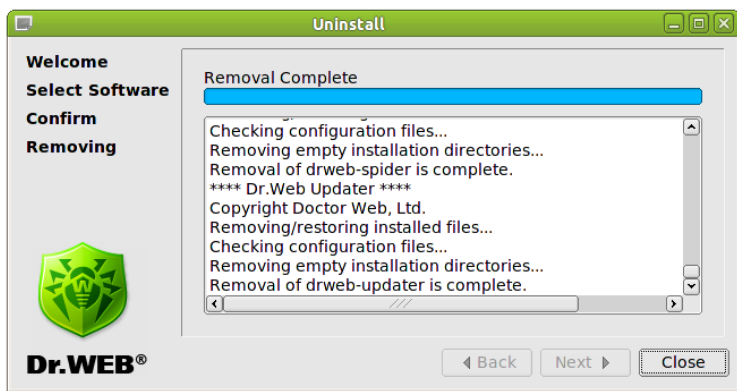 Uninstall
Welcome
Select Software
Confirm
Removing
Removal Complete
Checking configuration files...
Removing empty installation directories...
Removal of drweb-spider is complete.
**** Dr.Web Updater ****
Copyright Doctor Web, Ltd.
Removing/restoring installed files...
Checking configuration files...
Removing empty installation directories...
Removal of drweb-updater is complete.
Dr.WEB®
Back
Next
Close